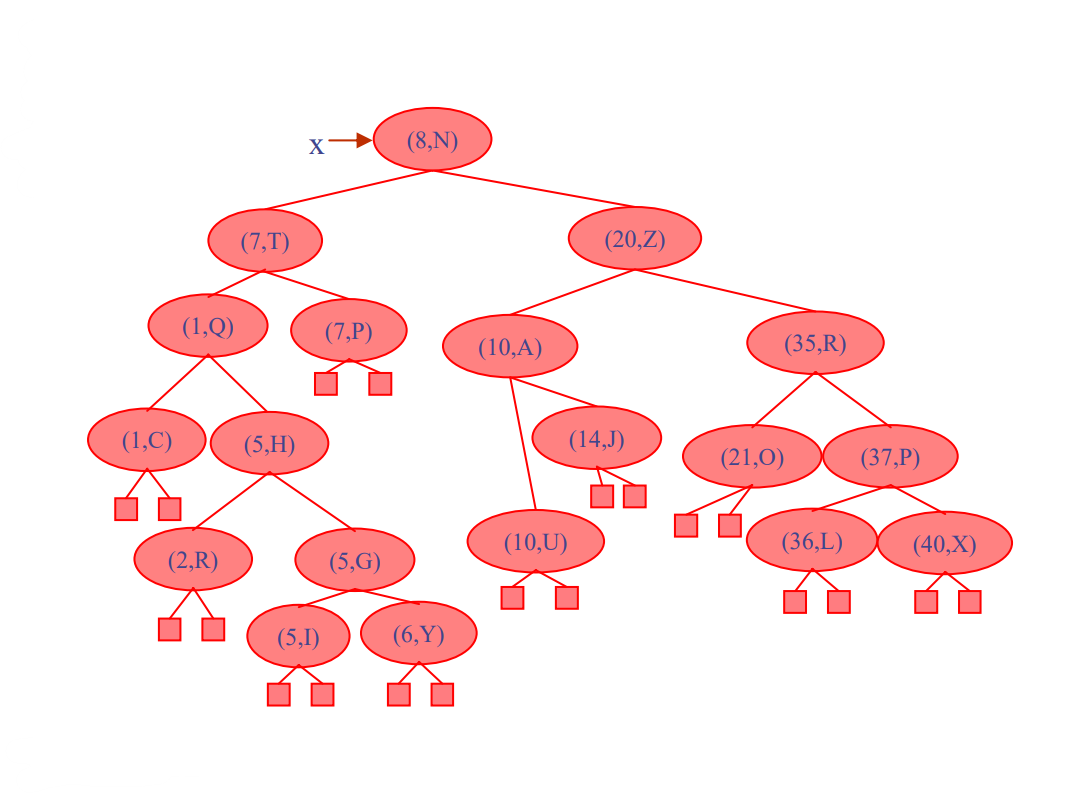 x
(8,N)
(7,T)
(20,Z)
(1,Q)
(7,P)
(10,A)
(35,R)
(1,C)
(5,H)
(14,J)
(21,O)
(37,P)
(2,R)
(5,G)
(10,U)
(36,L)
(40,X)
(5,I)
(6,Y)